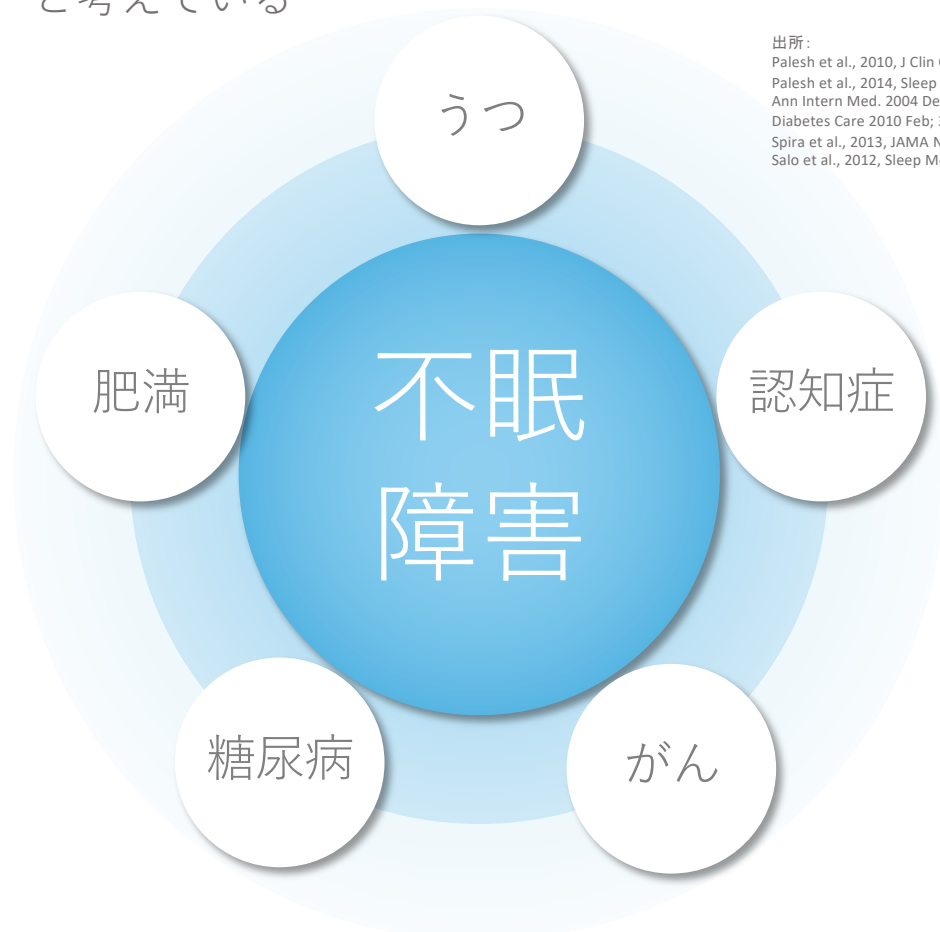 と考えている
出所：
Palesh et al., 2010, J Clin
Palesh et al., 2014, Sleep
Ann Intern Med. 2004 De
Diabetes Care 2010 Feb;
Spira et al., 2013, JAMA N
Salo et al., 2012, Sleep M
うつ
肥満
不眠
障害
認知症
糖尿病
がん